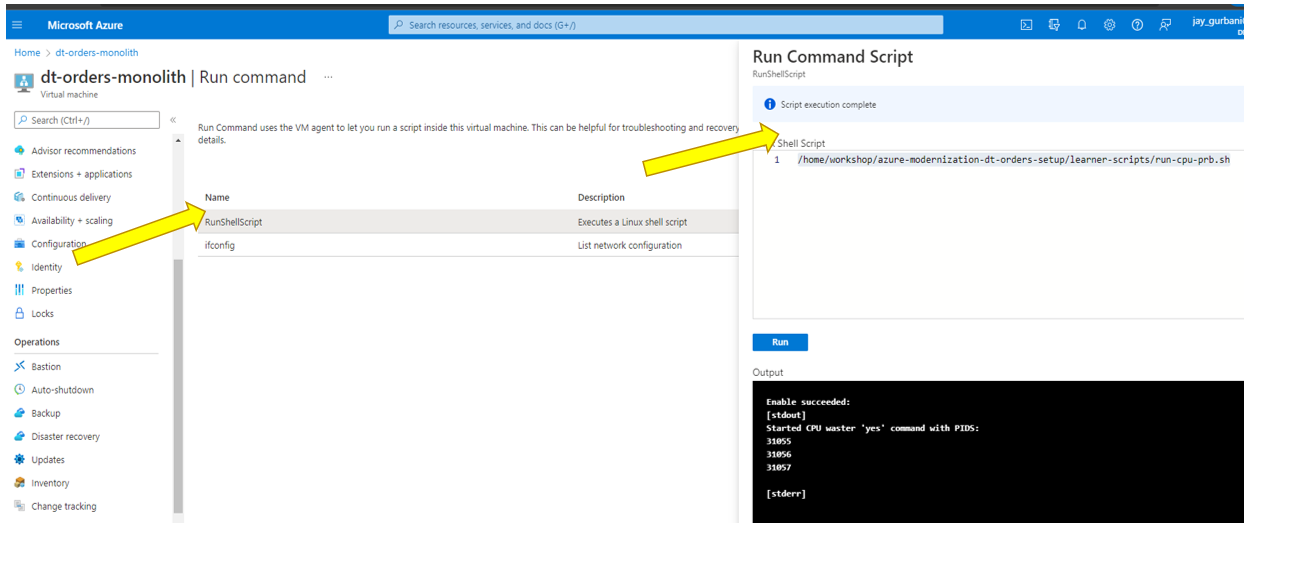 Microsoft Azure
Search resources, services, and docs (G+/)
jay_gurbani
Home > dt-orders-monolith
dt-orders-monolith | Run command ...
Virtual machine
Search (Ctrl+/)
«
Advisor recommendations
Extensions + applications
Continuous delivery
Availability + scaling
Configuration
Identity
Properties
Locks
Operations
Bastion
Auto-shutdown
Backup
Disaster recovery
Updates
Inventory
Change tracking
Run Command uses the VM agent to let you run a script inside this virtual machine. This can be helpful for troubleshooting and recovery
details.
Name Description
RunShellScript Executes a Linux shell script
ifconfig List network configuration
Run Command Script
RunShellScript
Script execution complete
Shell Script
1 /home/workshop/azure-modernization-dt-orders-setup/learner-scripts/run-cpu-prb.sh
Run
Output
Enable succeeded:
[stdout]
Started CPU waster 'yes' command with PIDS:
31055
31056
31057
[stderr]